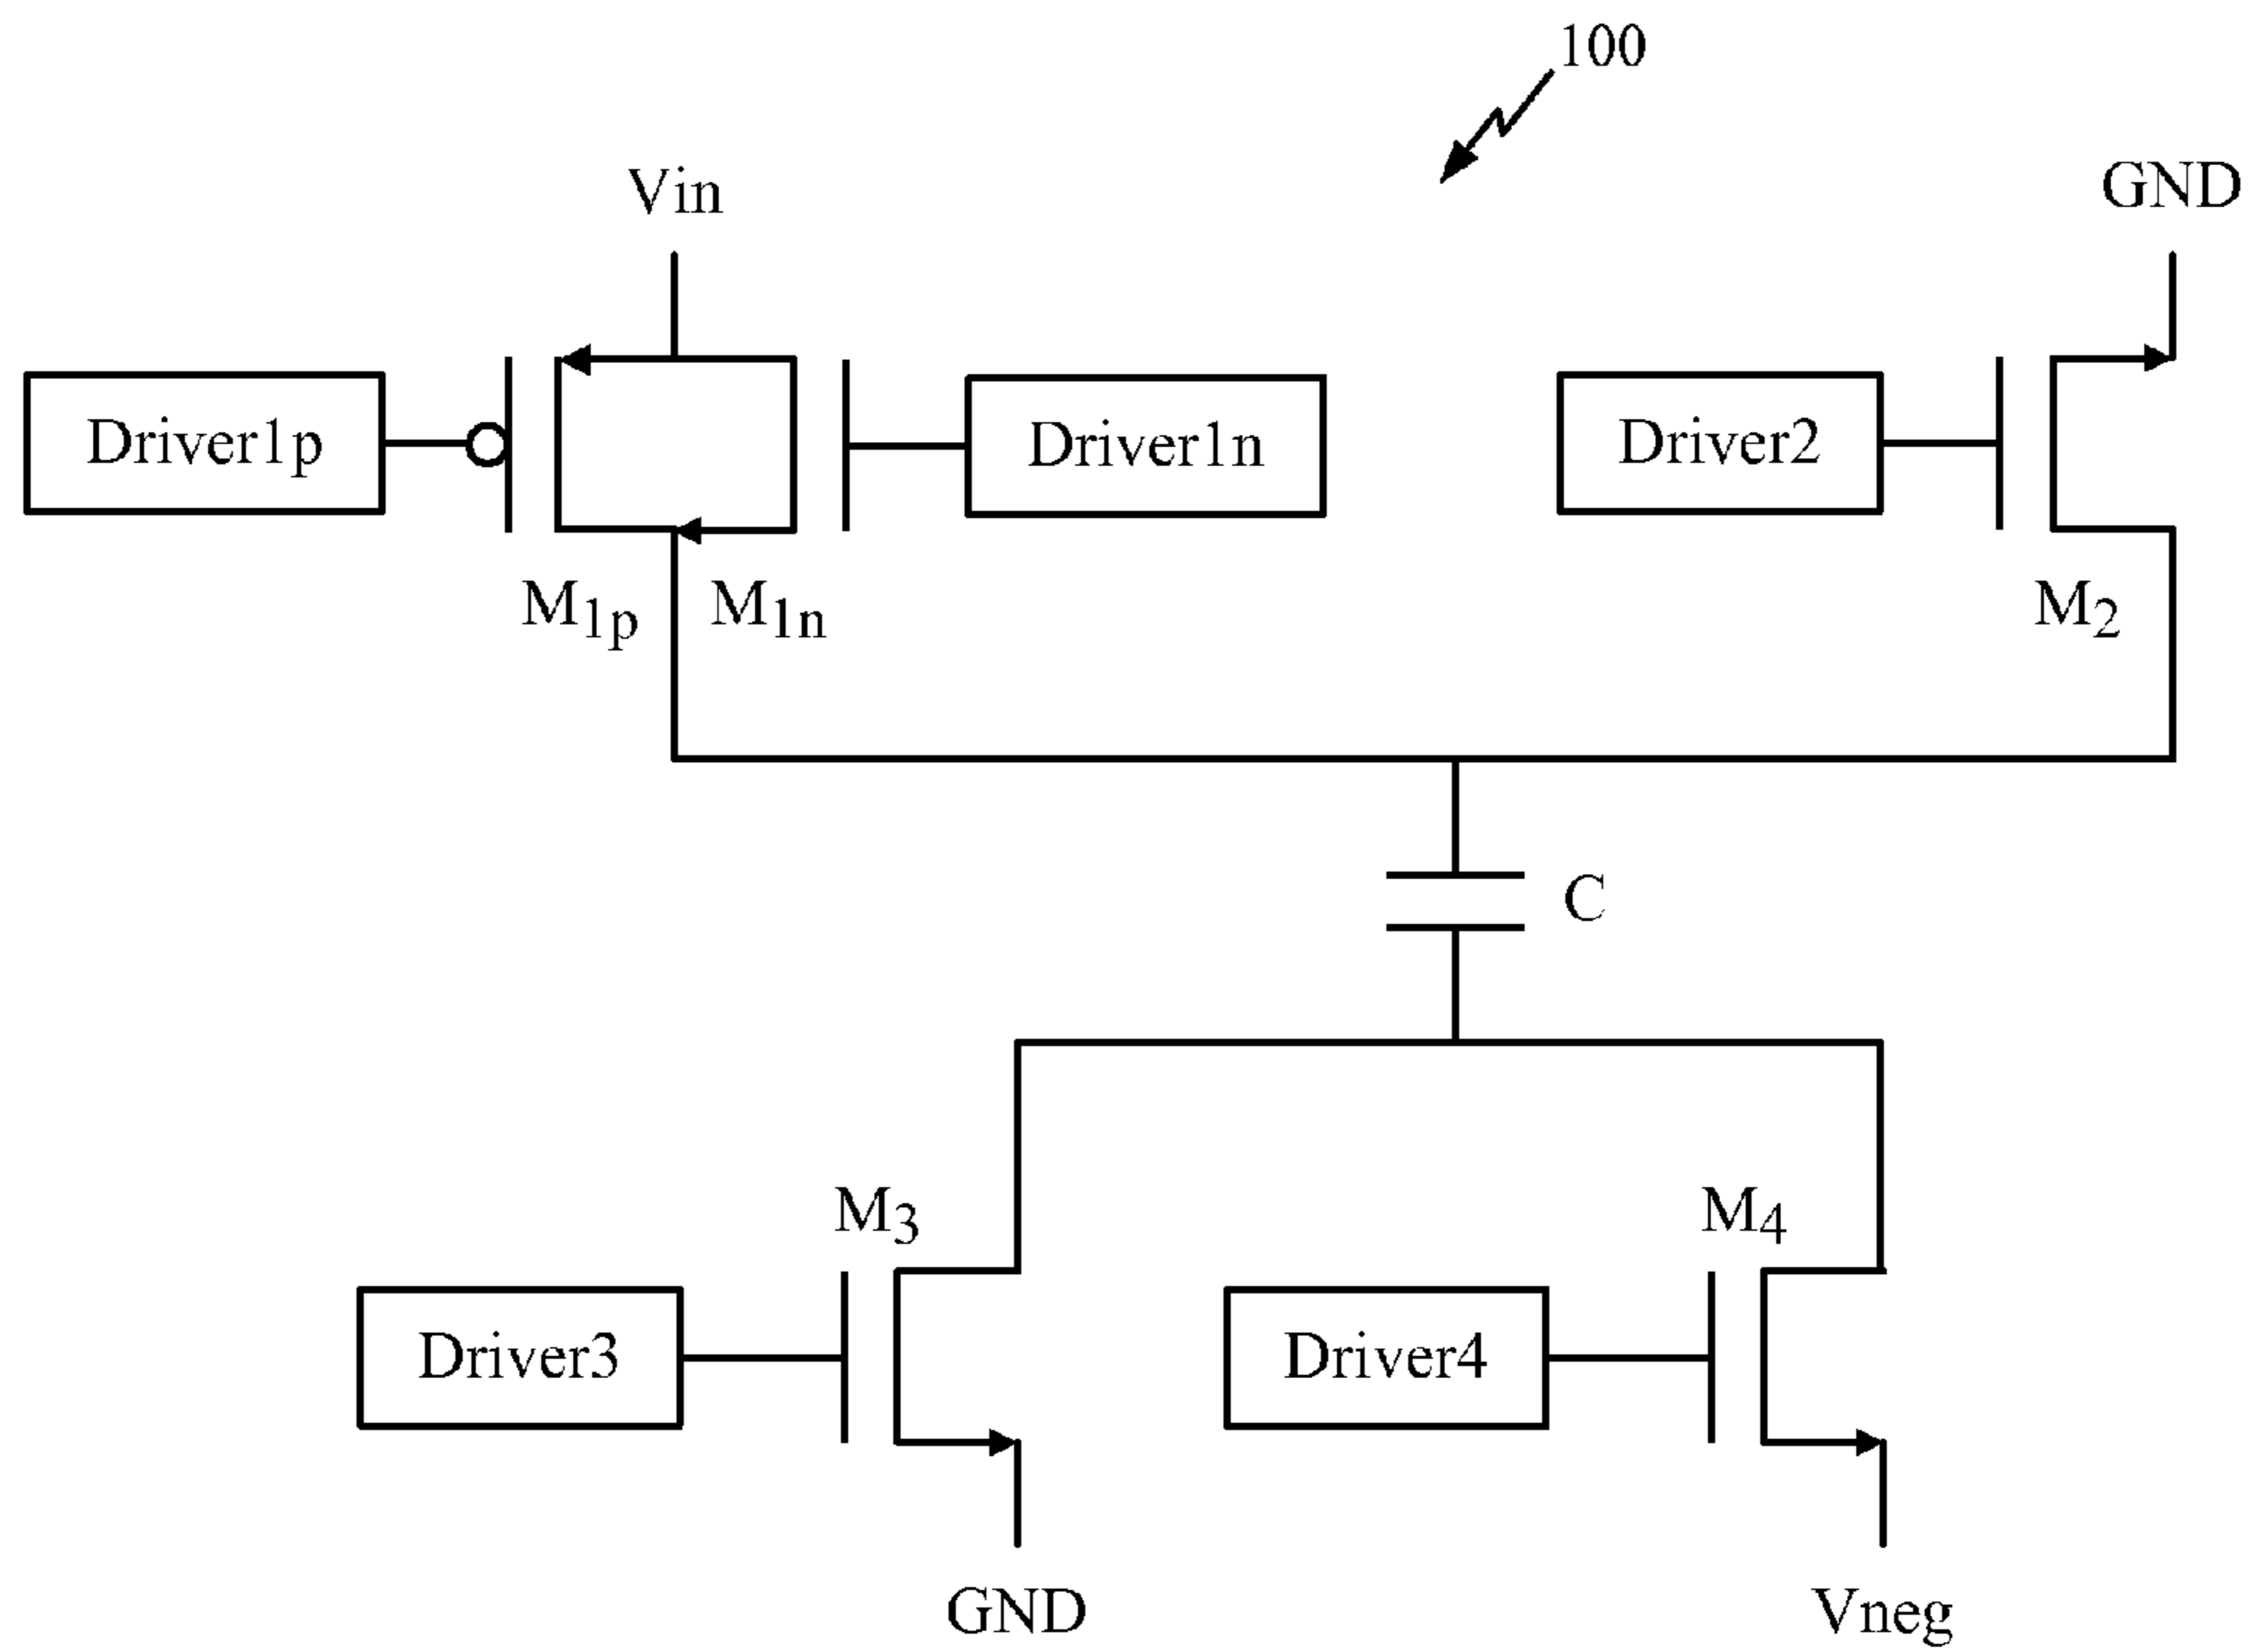 100
Vin
GND
Driver1p
Driver1n
Driver2
M1p
M1n
M2
C
M3
M4
Driver3
Driver4
GND
Vneg